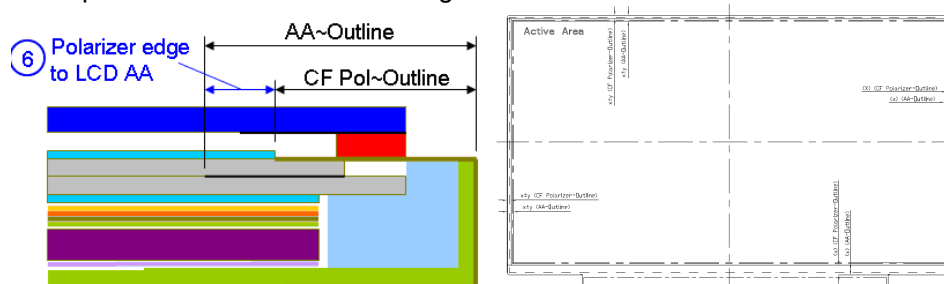 AA~Outline
6 Polarizer edge
to LCD AA
CF Pol~Outline
Active Area
x±y (CF Polarizer-Outline)
x±y (AA-Outline)
(X) (CF Polarizer-Outline)
(x) (AA-Outline)
x±y (CF Polarizer-Outline)
x±y (AA-Outline)
(x) (CF Polarizer-Outline)
(x) (AA-Outline)